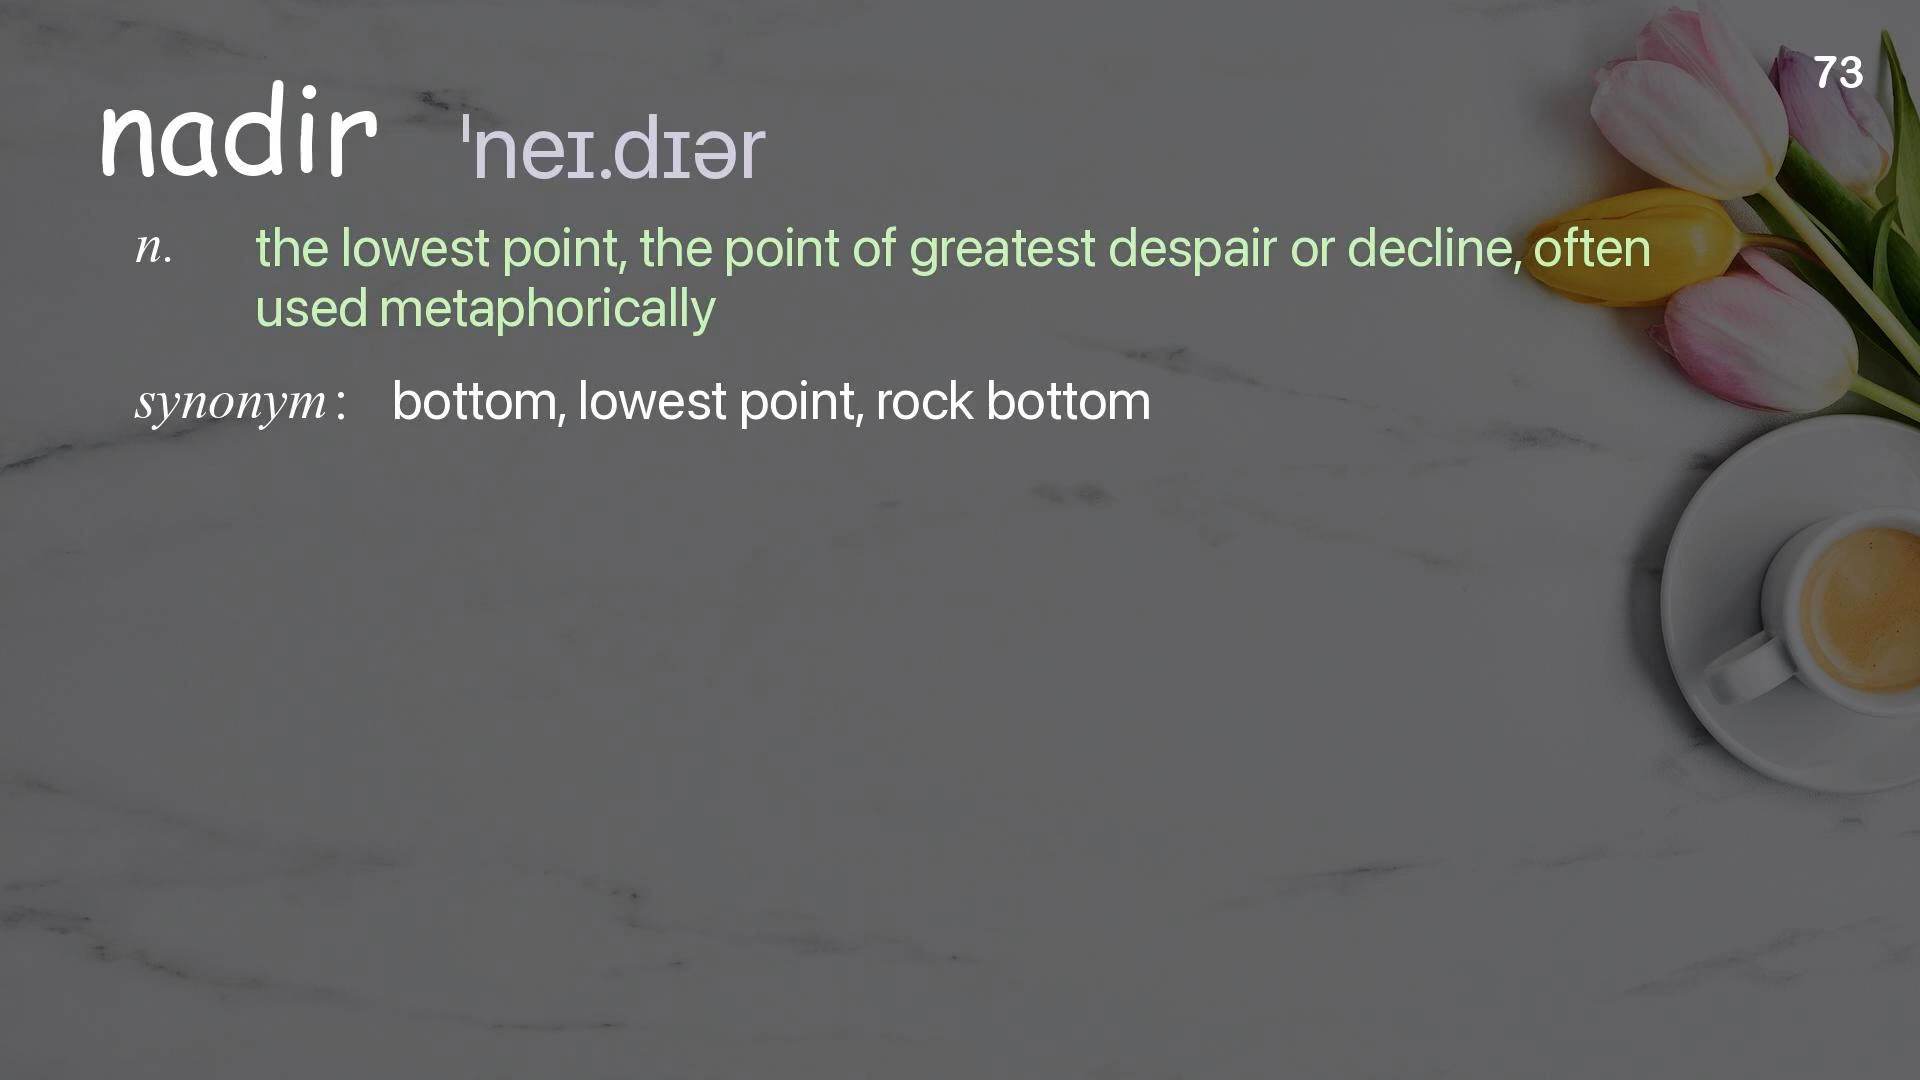 73
nadir ˈneɪ.dɪər
n. the lowest point, the point of greatest despair or decline, often
used metaphorically
synonym: bottom, lowest point, rock bottom